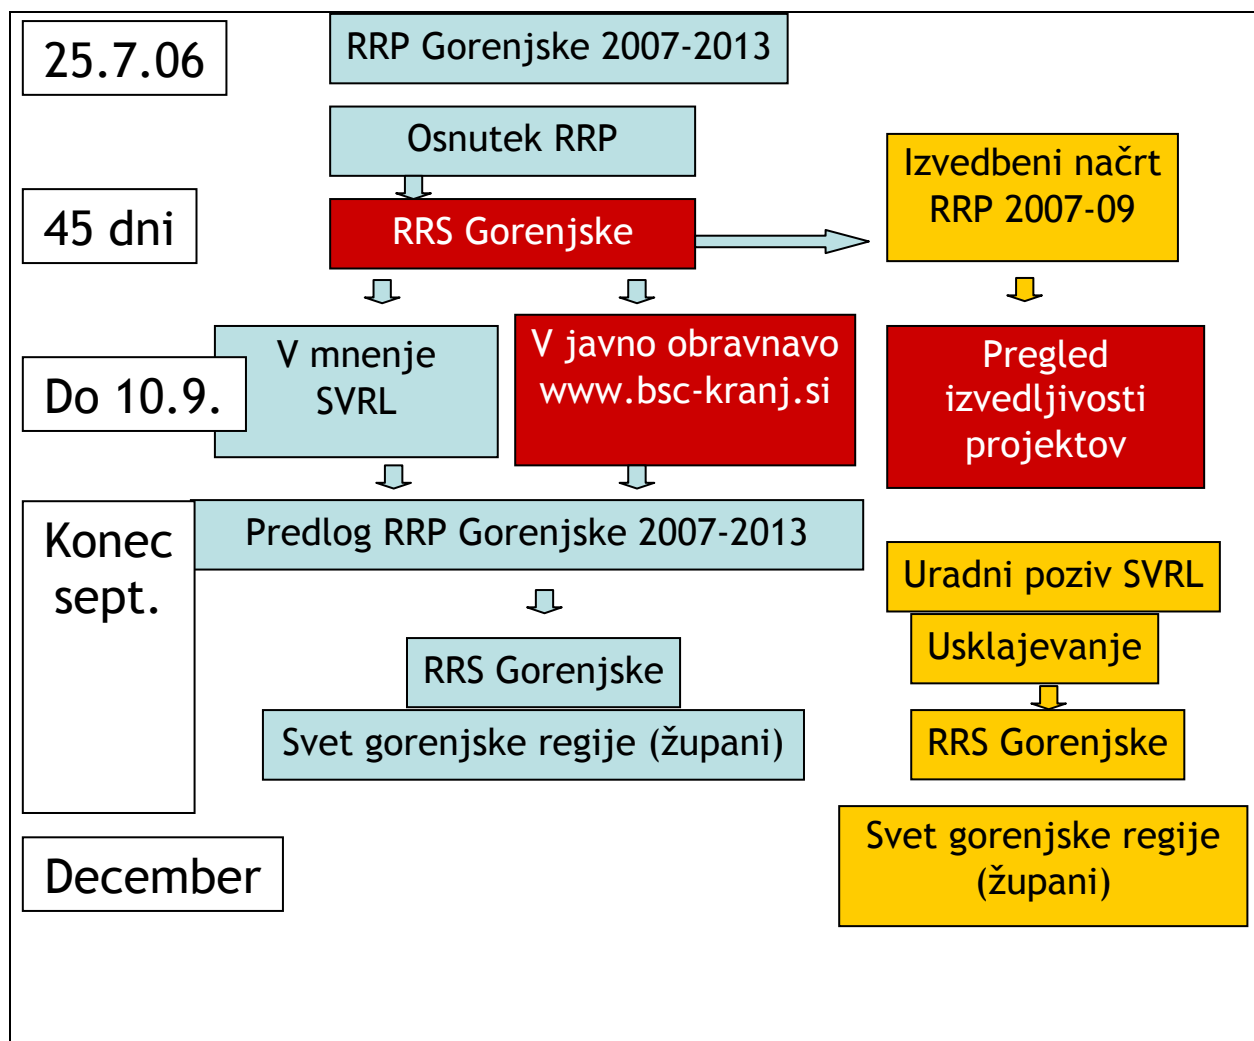 25.7.06
RRP Gorenjske 2007-2013
Osnutek RRP
Izvedbeni načrt
RRP 2007-09
45 dni
RRS Gorenjske
Do 10.9.
V mnenje
SVRL
V javno obravnavo
www.bsc-kranj.si
Pregled
izvedljivosti
projektov
Konec
sept.
Predlog RRP Gorenjske 2007-2013
Uradni poziv SVRL
Usklajevanje
RRS Gorenjske
RRS Gorenjske
Svet gorenjske regije (župani)
Svet gorenjske regije
(župani)
December